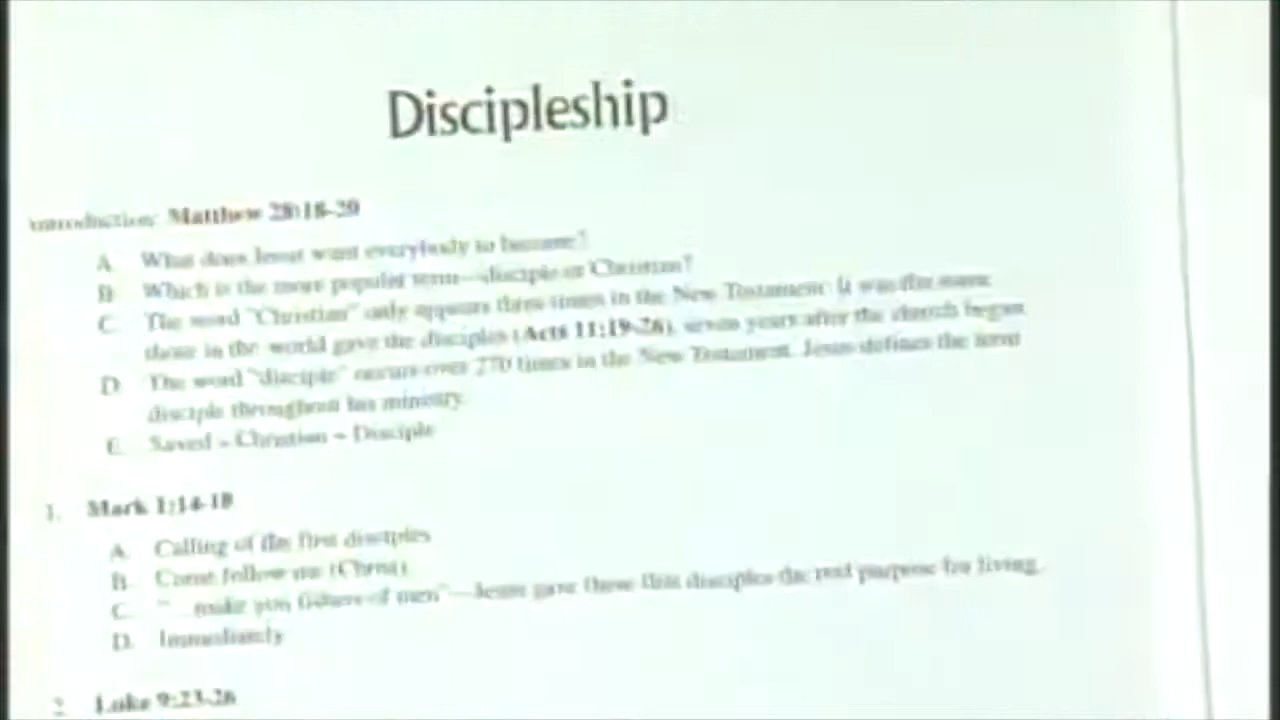 Discipleship
Introduction: Matthew 28:18-20
A. What does Jesus want everybody to become?
B. Which is the more popular term—disciple or Christian?
C. The word "Christian" only appears three times in the New Testament. It was the name
those in the world gave the disciples (Acts 11:19-26), seven years after the church began
D. The word "disciple" occurs over 270 times in the New Testament. Jesus defines the term
disciple throughout his ministry.
E. Saved = Christian = Disciple
1. Mark 1:14-18
A. Calling of the first disciples
B. Come follow me (Christ)
C. "... make you fishers of men"—Jesus gave these first disciples the real purpose for living.
D. Immediately
2. Luke 9:23-26